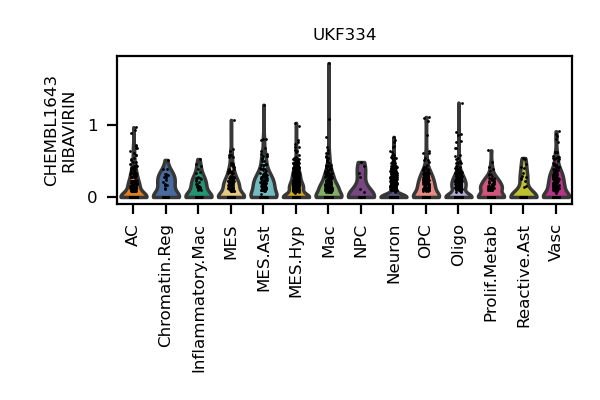 UKF334
CHEMBL1643
RIBAVIRIN
1
0
AC
Chromatin.Reg
Inflammatory.Mac
MES
MES.Ast
MES.Hyp
Mac
NPC
Neuron
OPC
Oligo
Prolif.Metab
Reactive.Ast
Vasc